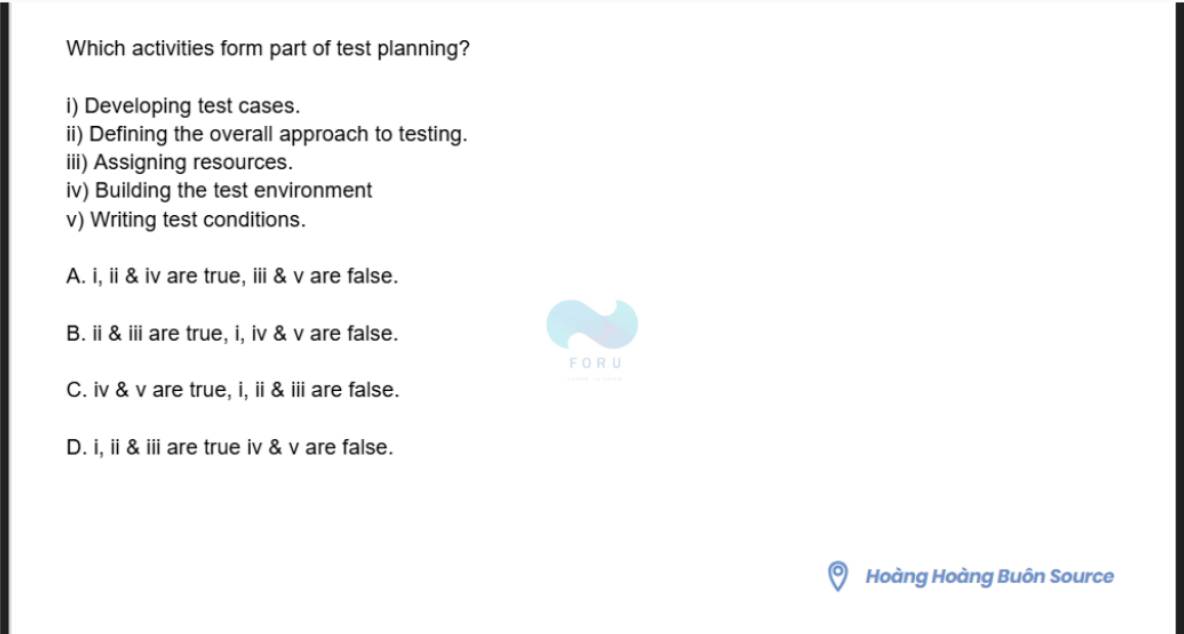 Which activities form part of test planning?
i) Developing test cases.
ii) Defining the overall approach to testing.
iii) Assigning resources.
iv) Building the test environment
v) Writing test conditions.
A. i, ii & iv are true, iii & v are false.
B. ii & iii are true, i, iv & v are false.
C. iv & v are true, i, ii & iii are false.
D. i, ii & iii are true iv & v are false.
FORU
Hoàng Hoàng Buôn Source